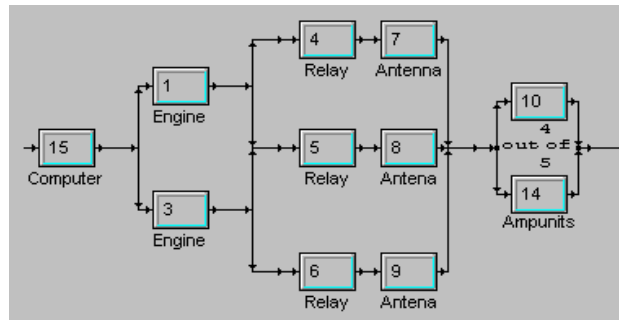 4
7
Relay
Antenna
1
Engine
10
4
out of
5
15
Computer
5
8
Relay
Antena
3
Engine
14
Ampunits
6
9
Relay
Antena